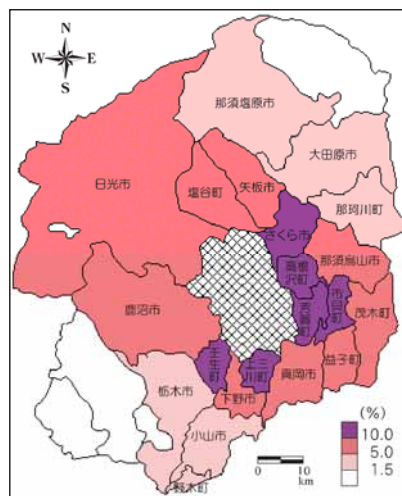 N
W E
S
那須塩原市
大田原市
日光市
塩谷町
矢板市
那珂川町
さくら市
那須烏山市
高根
沢町
市貝
町
芳賀
町
茂木町
鹿沼市
益子町
真岡市
壬生
町
上三
川町
栃木市
下野市
小山市
野木町
(%)
10.0
5.0
1.5
0 10
km